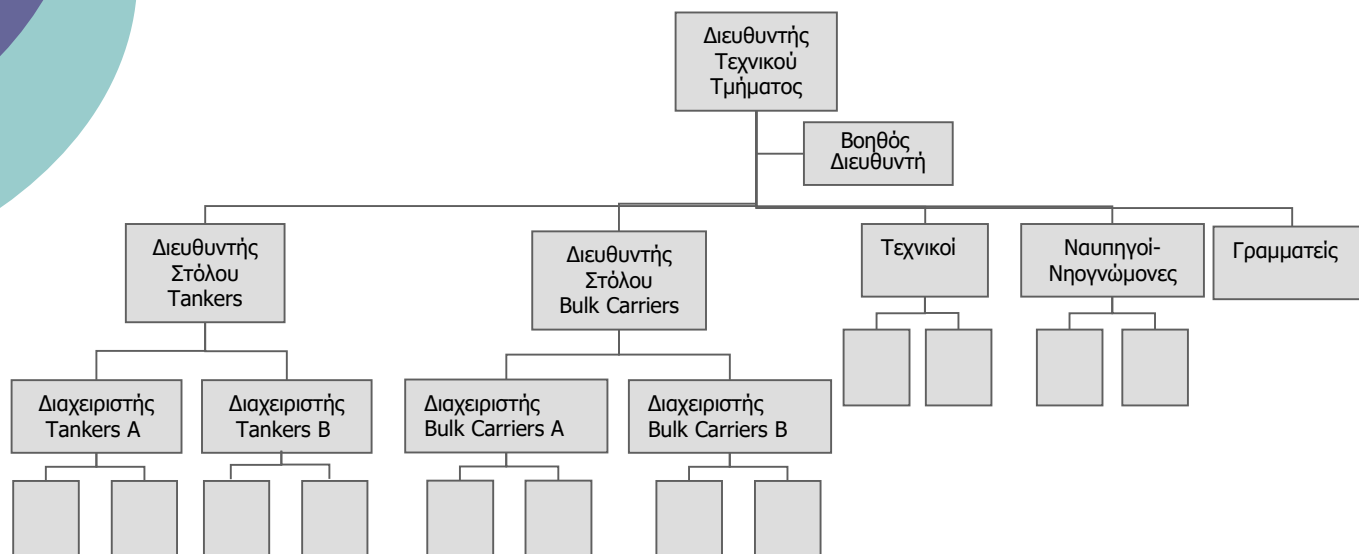 Διευθυντής
Τεχνικού
Τμήματος
Βοηθός
Διευθυντή
Διευθυντής
Στόλου
Tankers
Διευθυντής
Στόλου
Bulk Carriers
Τεχνικοί
Ναυπηγοί-
Νηογνώμονες
Γραμματείς
Διαχειριστής
Tankers A
Διαχειριστής
Tankers B
Διαχειριστής
Bulk Carriers A
Διαχειριστής
Bulk Carriers B